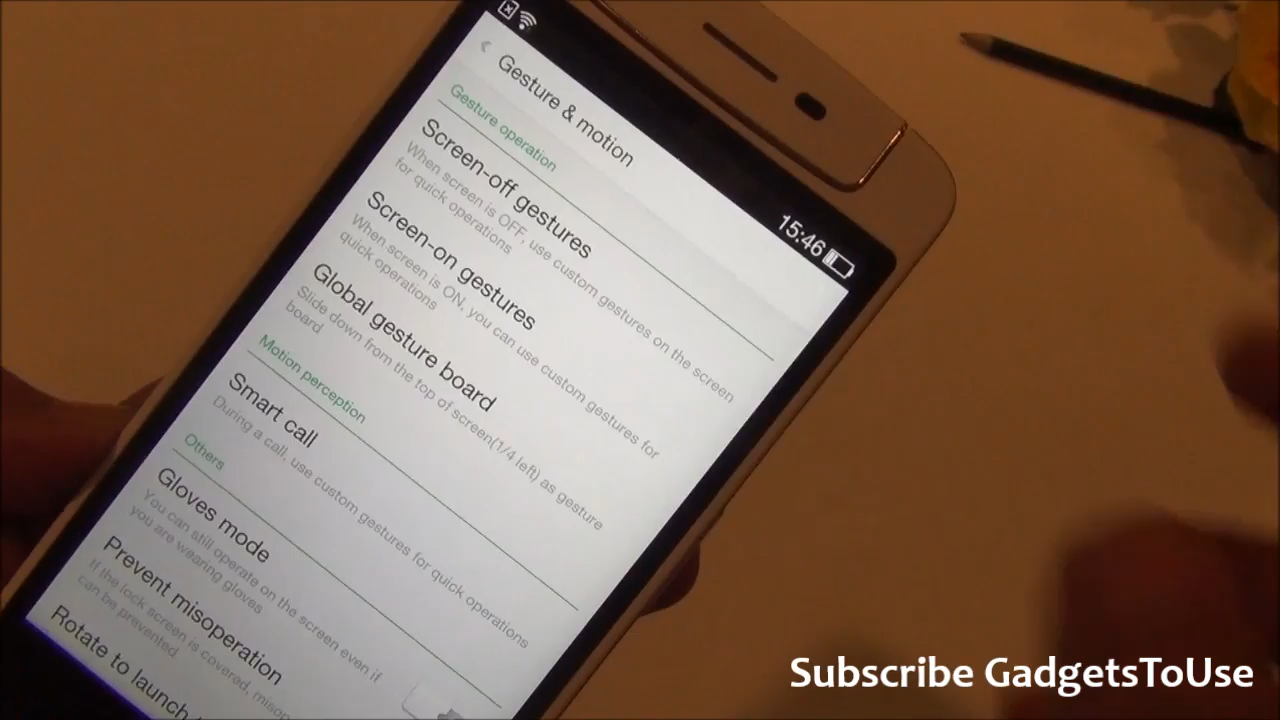 15:46
Gesture & motion
Gesture operation
Screen-off gestures
When screen is OFF, use custom gestures on the screen
for quick operations
Screen-on gestures
When screen is ON, you can use custom gestures for
quick operations
Global gesture board
Slide down from the top of screen(1/4 left) as gesture
board
Motion perception
Smart call
During a call, use custom gestures for quick operations
Others
Gloves mode
You can still operate on the screen even if
you are wearing gloves
Prevent misoperation
If the lock screen is covered, misop
can be prevented
Rotate to launch
Subscribe GadgetsToUse